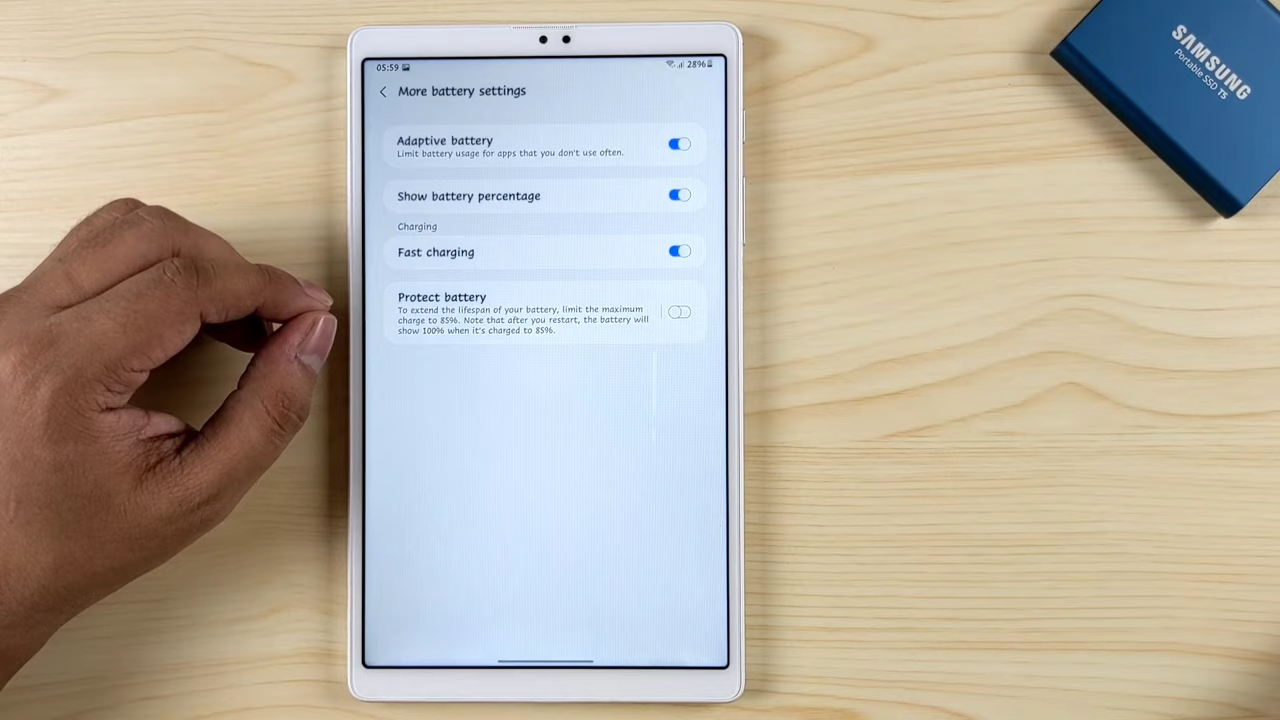 05:59
28%
More battery settings
Adaptive battery
Limit battery usage for apps that you don't use often.
Show battery percentage
Charging
Fast charging
Protect battery
To extend the lifespan of your battery, limit the maximum
charge to 85%. Note that after you restart, the battery will
show 100% when it's charged to 85%.
SAMSUNG
Portable SSD T5